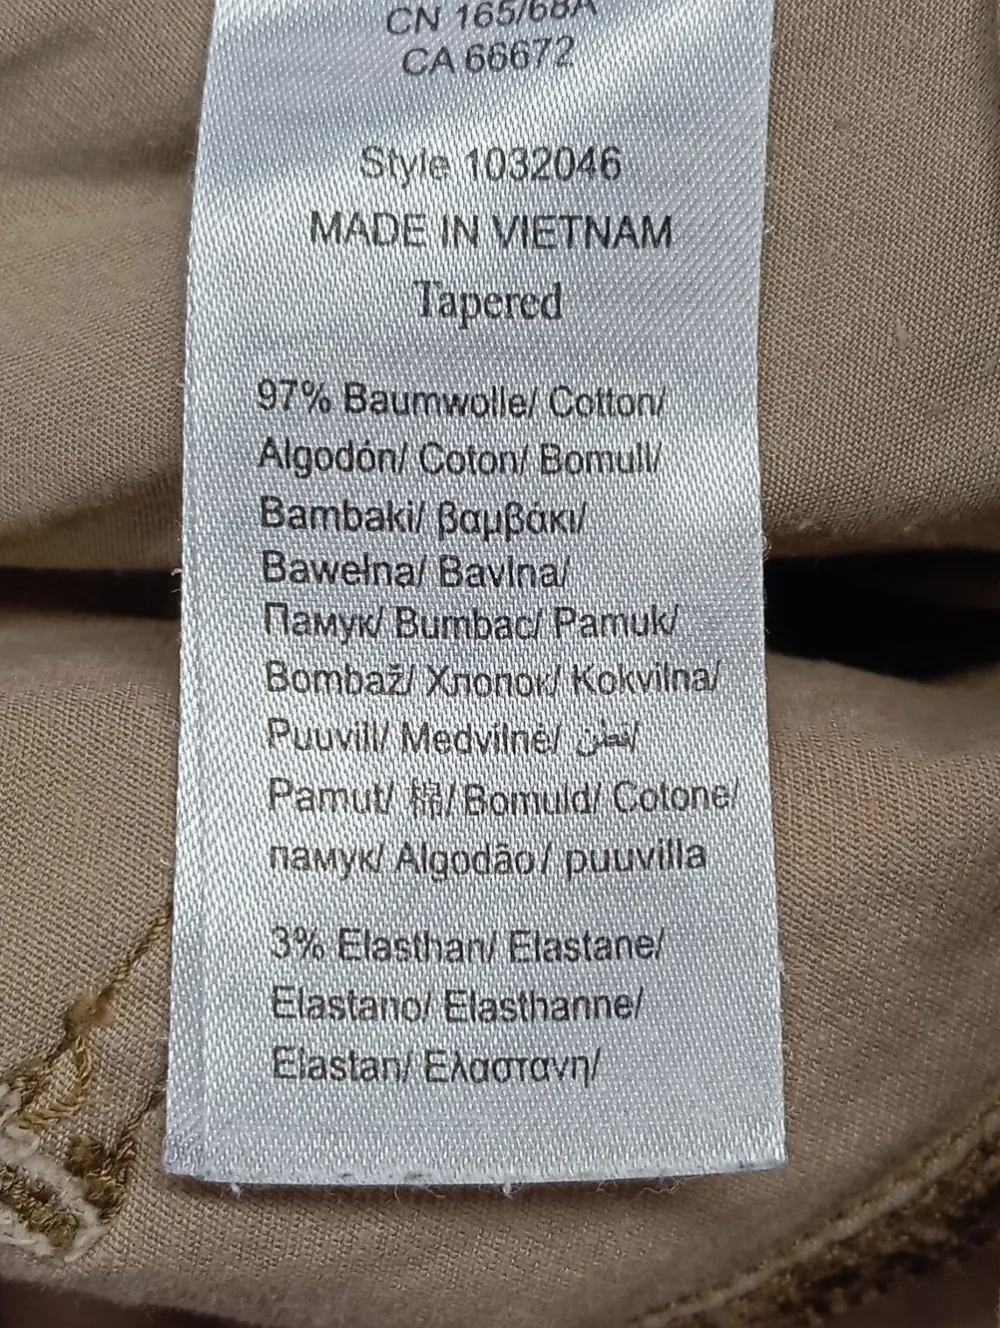 CN 165/68A
CA 66672
Style 1032046
MADE IN VIETNAM
Tapered
97% Baumwolle/ Cotton/
Algodón/ Coton/ Bomull/
Bambaki/ βαμβάκι/
Bawełna/ Bavlna/
Памук/ Bumbac/ Pamuk/
Bombaž/ Хлопок/ Kokvilna/
Puuvill/ Medvilnė/ قطن/
Pamut/ 棉/ Bomuld/ Cotone/
памук/ Algodão/ puuvilla
3% Elasthan/ Elastane/
Elastano/ Elasthanne/
Elastan/ Ελαστανη/